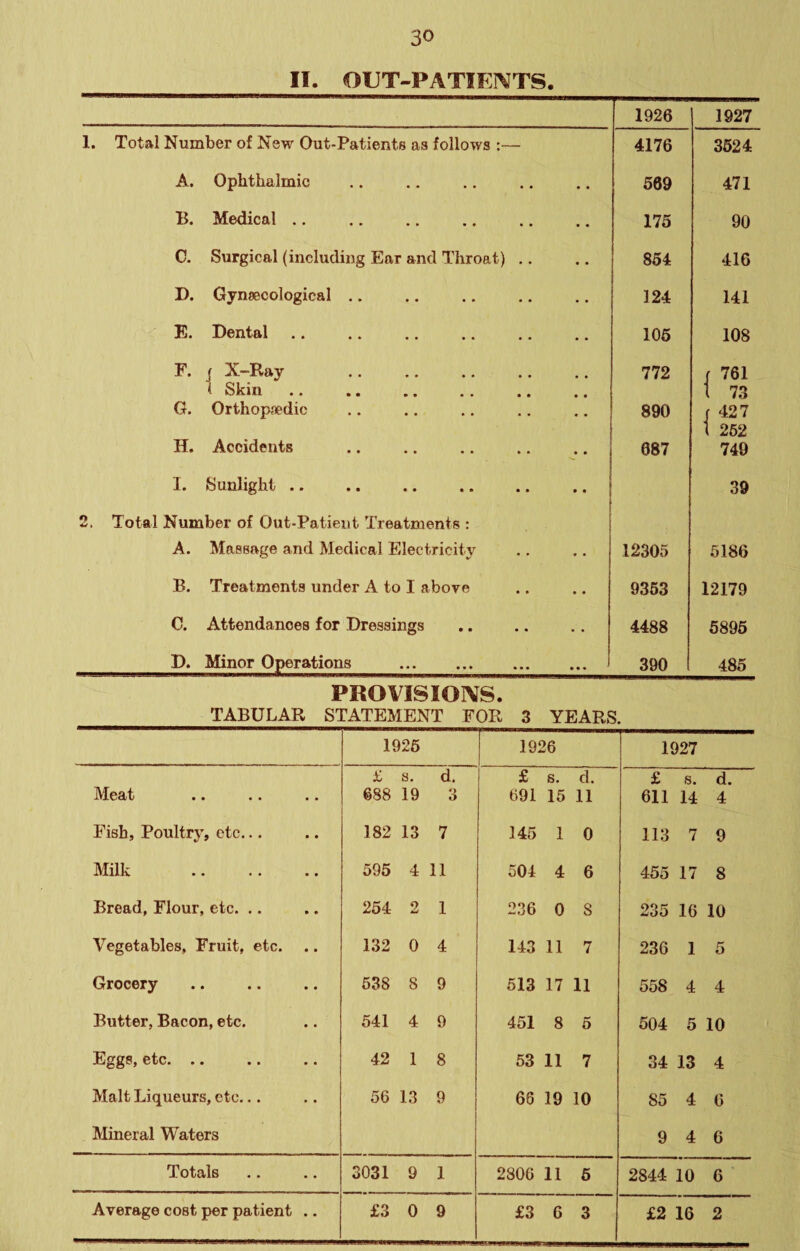 30
II. OUT-PATIENTS.
1926 1927
1. Total Number of New Out-Patients as follows :— 4176 3524
A. Ophthalmic .. .. .. .. .. 569 471
B. Medical .. .. .. .. .. .. 175 90
C. Surgical (including Ear and Throat) .. .. 854 416
D. Gynæcological .. .. .. .. .. 124 141
E. Dental .. .. .. .. .. .. 105 108
F. { X-Ray .. .. .. .. .. 772 { 761
{ Skin .. .. .. .. .. .. { 73
G. Orthopædic .. .. .. .. .. 890 { 427
{ 252
H. Accidents .. .. .. .. .. 687 749
I. Sunlight .. .. .. .. .. .. 39
2. Total Number of Out-Patient Treatments :
A. Massage and Medical Electricity .. .. 12305 5186
B. Treatments under A to I above .. .. 9353 12179
C. Attendances for Dressings .. .. .. 4488 5895
D. Minor Operations ... ... ... ... 390 485
PROVISIONS.
TABULAR STATEMENT FOR 3 YEARS.
1925 1926 1927
£ s. d. £ s. d. £ s. d.
Meat .. .. .. 688 19 3 691 15 11 611 14 4
Fish, Poultry, etc... .. 182 13 7 145 1 0 113 7 9
Milk .. .. .. 595 4 11 504 4 6 455 17 8
Bread, Flour, etc. .. .. 254 2 1 236 0 8 235 16 10
Vegetables, Fruit, etc. .. 132 0 4 143 11 7 236 1 5
Grocery .. .. .. 538 8 9 513 17 11 558 4 4
Butter, Bacon, etc. .. 541 4 9 451 8 5 504 5 10
Eggs, etc. .. .. .. 42 1 8 53 11 7 34 13 4
Malt Liqueurs, etc... .. 56 13 9 66 19 10 85 4 6
Mineral Waters 9 4 6
Totals .. .. 3031 9 1 2806 11 5 2844 10 6
Average cost per patient .. £3 0 9 £3 6 3 £2 16 2